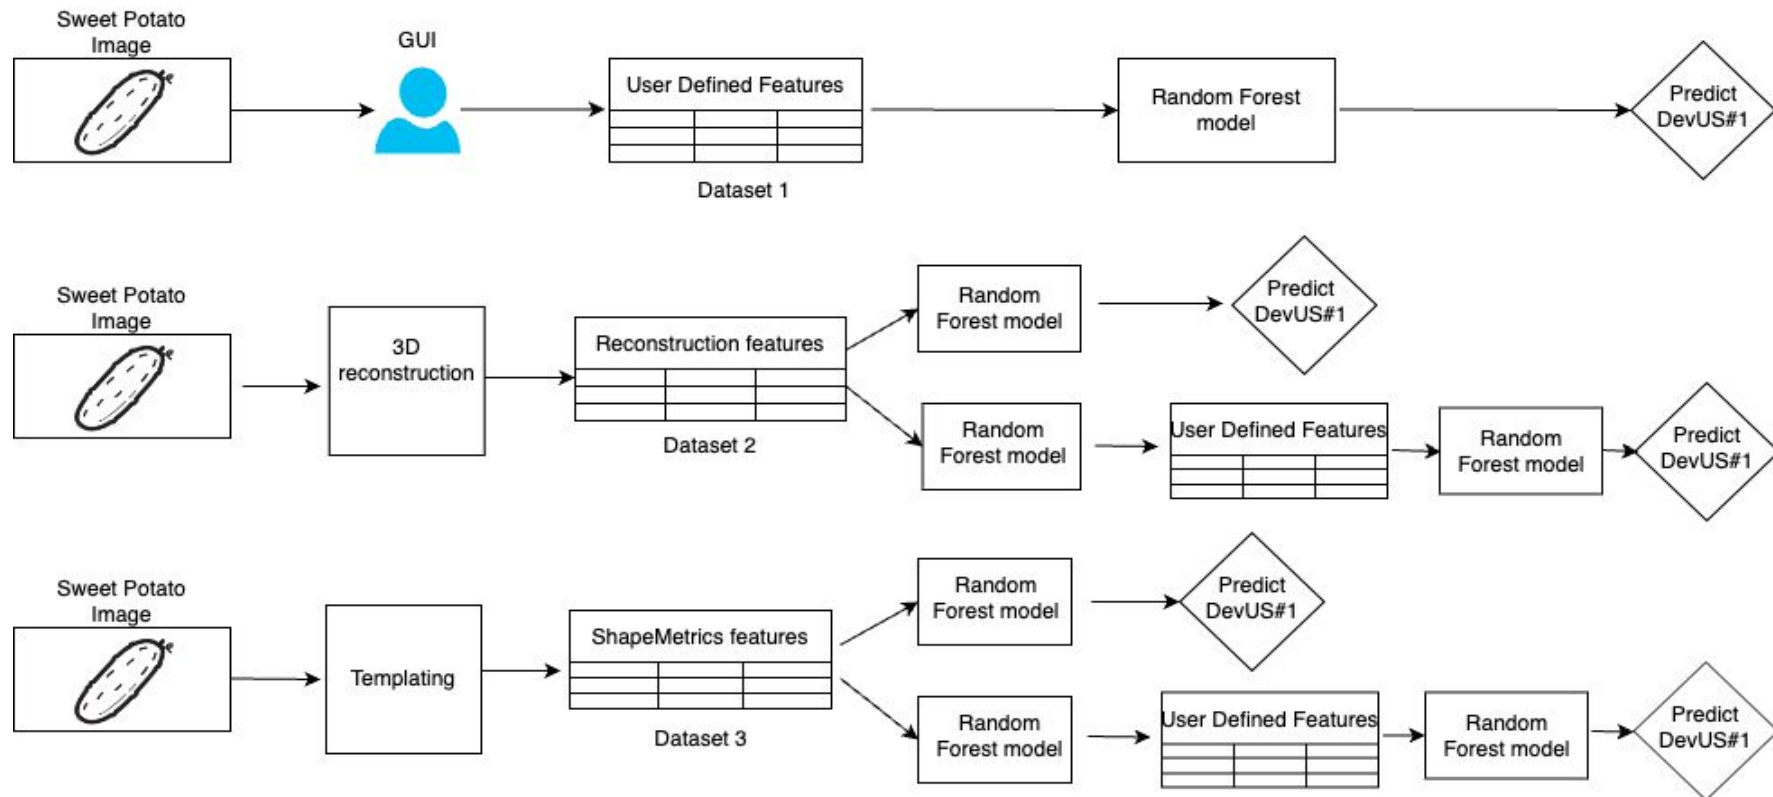 Sweet Potato
Image
GUI
User Defined Features
Dataset 1
Random Forest
model
Predict
DevUS#1
Sweet Potato
Image
3D
reconstruction
Reconstruction features
Dataset 2
Random
Forest model
Predict
DevUS#1
Random
Forest model
User Defined Features
Random
Forest model
Predict
DevUS#1
Sweet Potato
Image
Templating
ShapeMetrics features
Dataset 3
Random
Forest model
Predict
DevUS#1
Random
Forest model
User Defined Features
Random
Forest model
Predict
DevUS#1